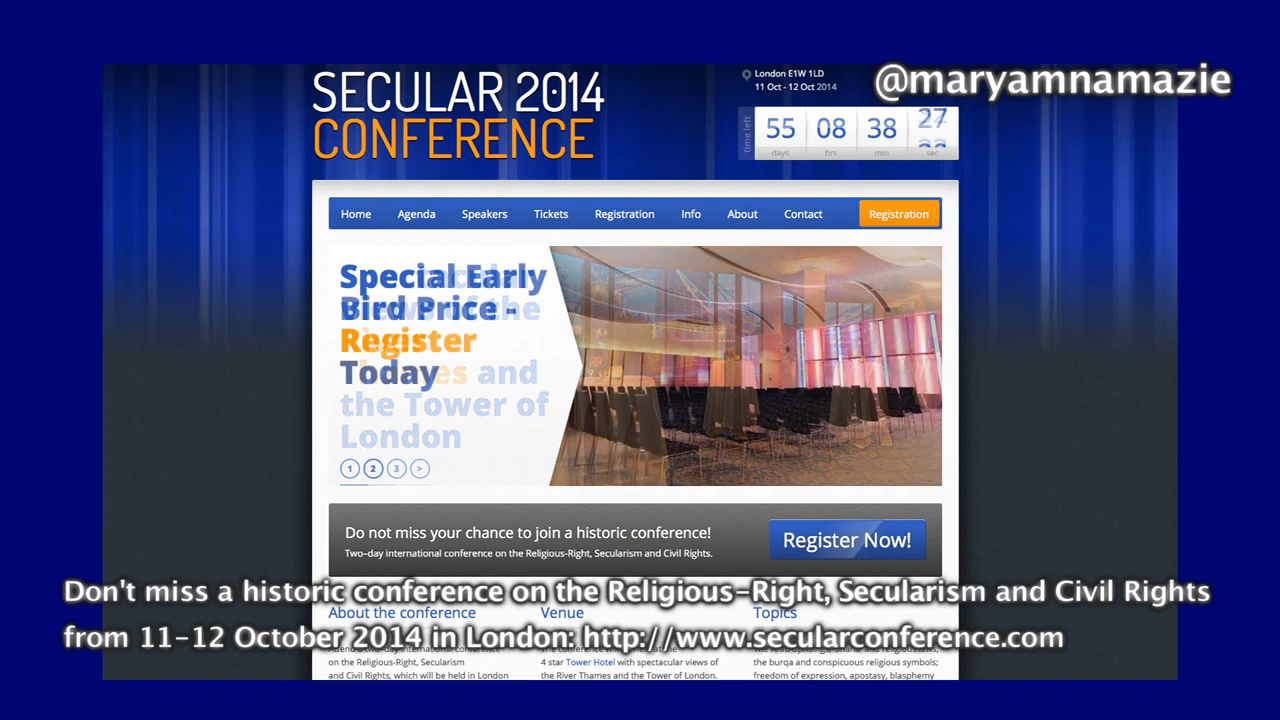 SECULAR 2014
CONFERENCE
London E1W 1LD
11 Oct - 12 Oct 2014
@maryamnamazie
time left
55 08 38 27
days hrs min sec
Home Agenda Speakers Tickets Registration Info About Contact Registration
Special Early
Bird Price -
Register
Today
and
the Tower of
London
1 2 3 >
Do not miss your chance to join a historic conference!
Two-day international conference on the Religious-Right, Secularism and Civil Rights.
Register Now!
Don't miss a historic conference on the Religious-Right, Secularism and Civil Rights
from 11-12 October 2014 in London: http://www.secularconference.com
About the conference
Venue
Topics
on the Religious-Right, Secularism
and Civil Rights, which will be held in London
4 star Tower Hotel with spectacular views of
the River Thames and the Tower of London.
the burqa and conspicuous religious symbols;
freedom of expression, apostasy, blasphemy